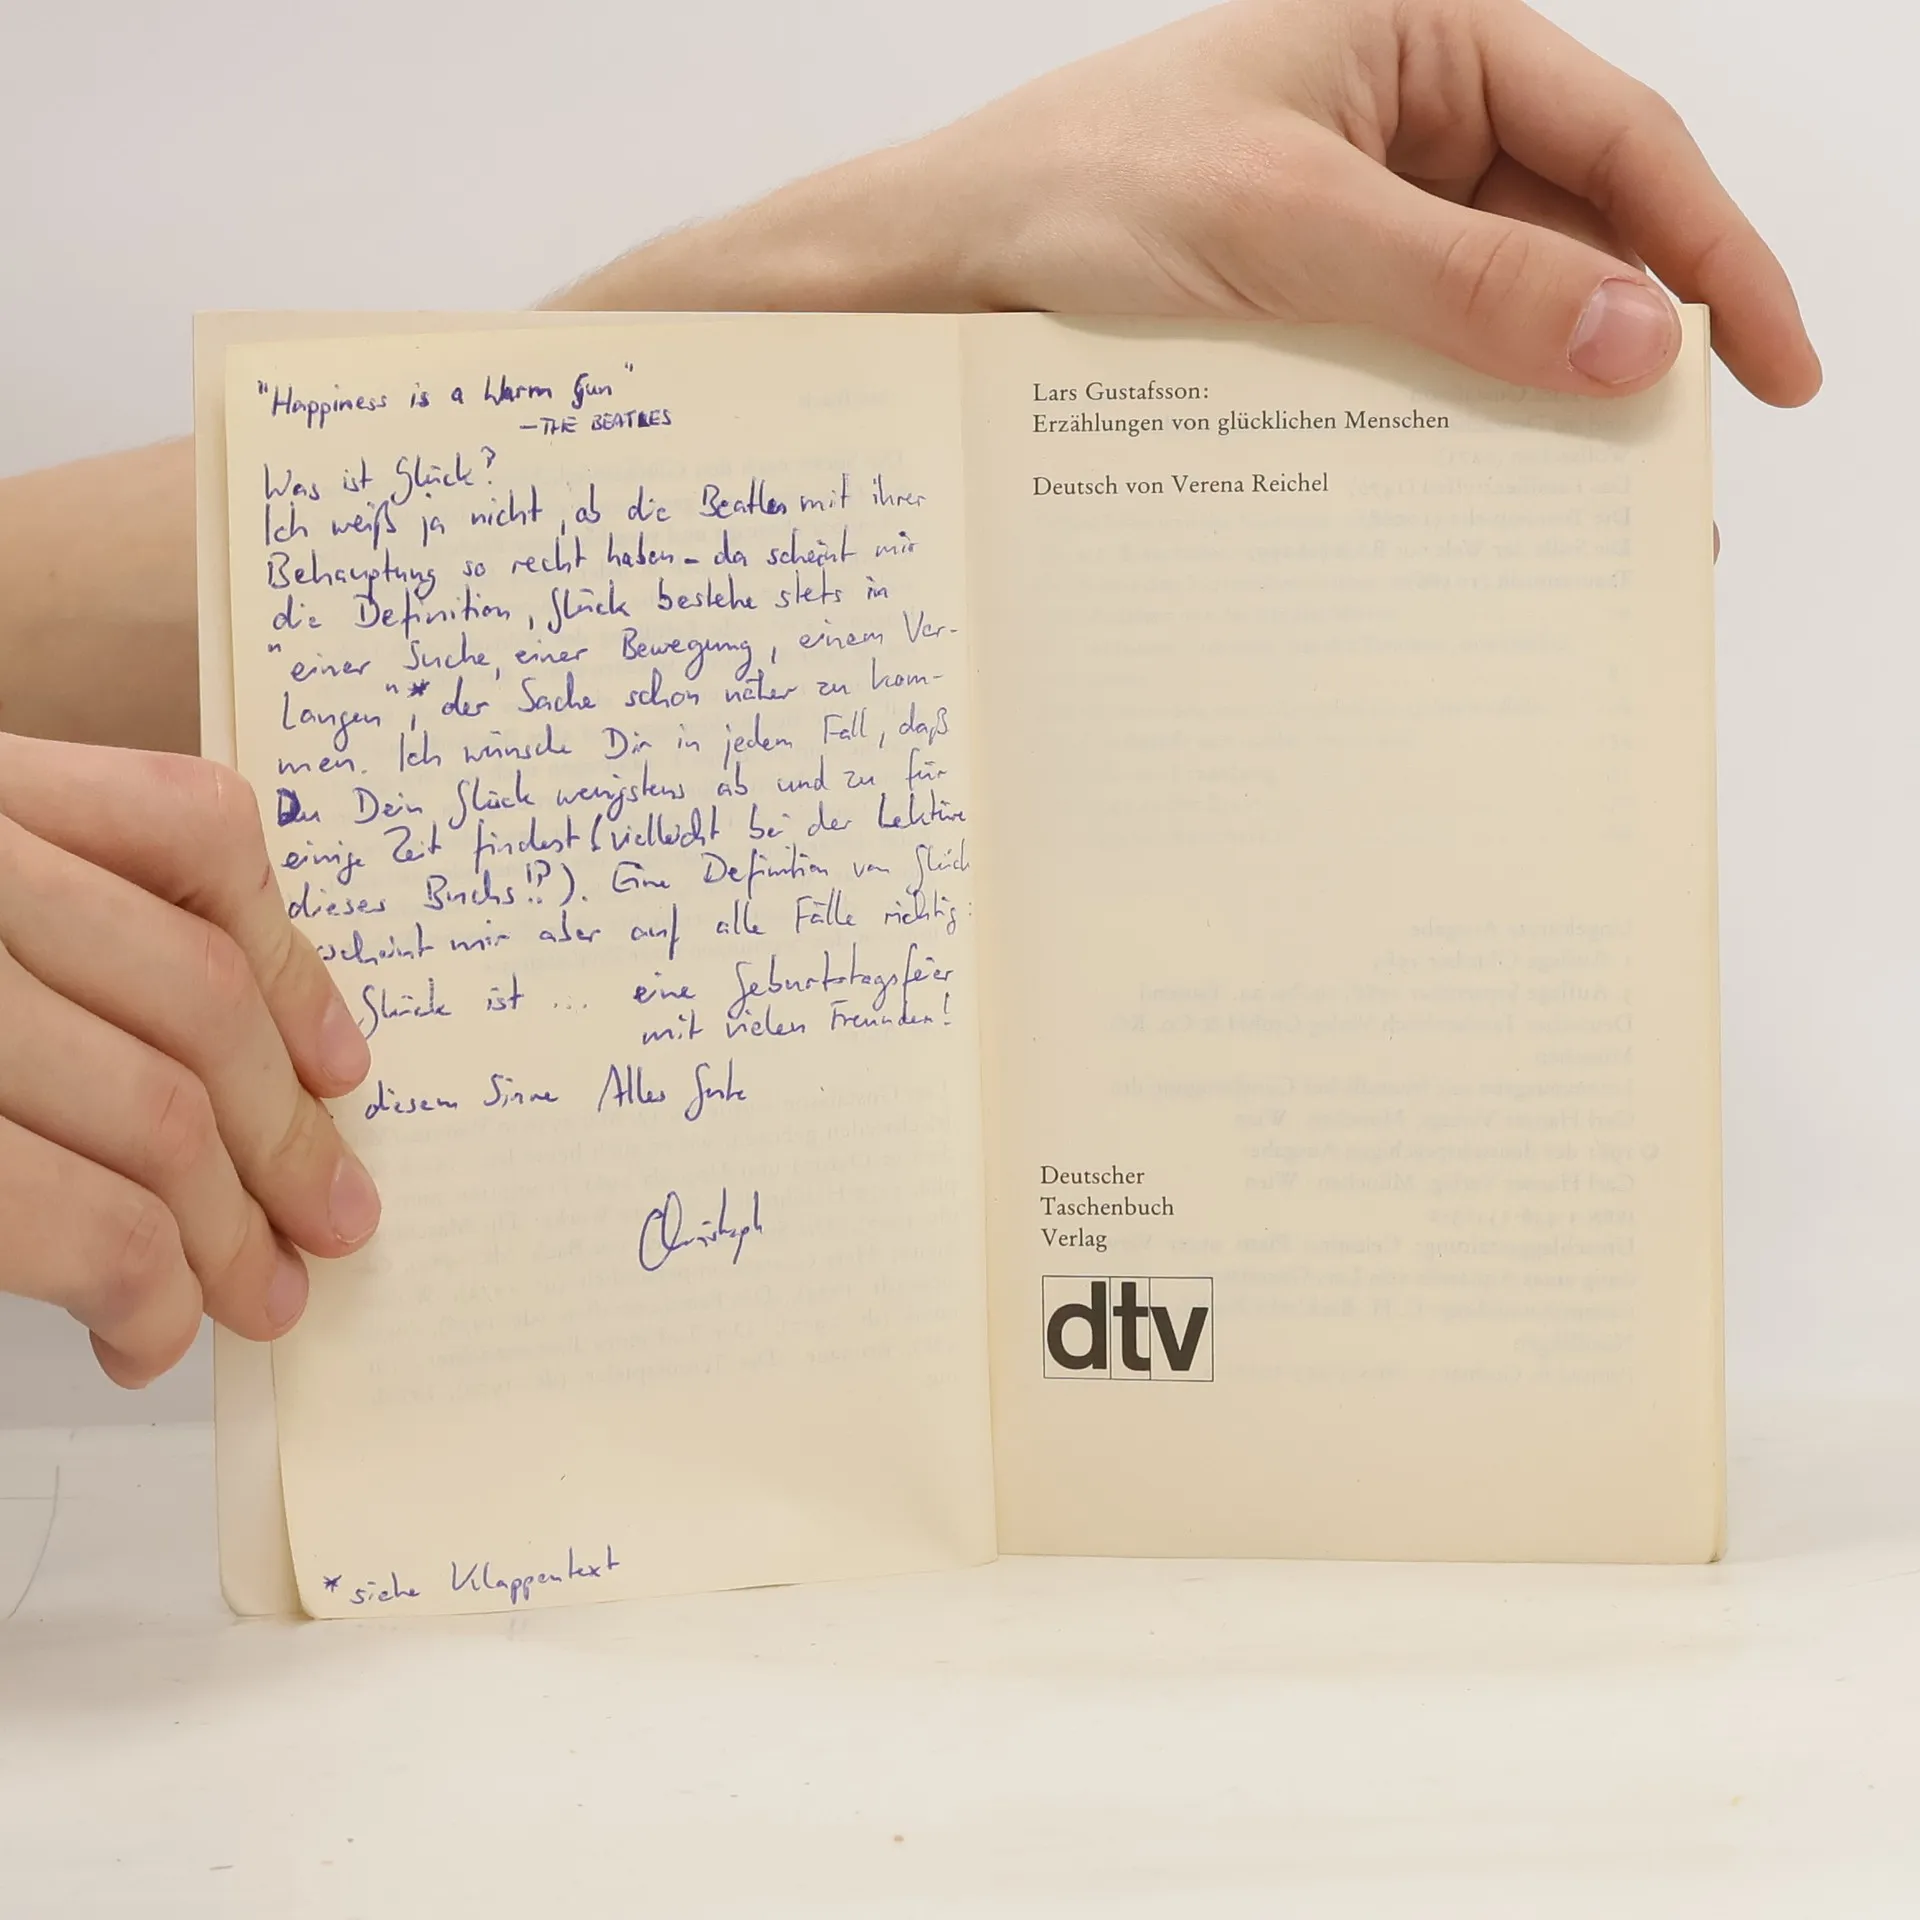 "Happiness is a Warm Gun"
—THE BEATLES
Was ist Glück?
Ich weiß ja nicht, ob die Beatles mit ihrer
Behauptung so recht haben – da scheint mir
die Definition, Glück bestehe stets in
"einer Suche, einer Bewegung, einem Ver-
langen"*, der Sache schon näher zu kom-
men. Ich wünsche Dir in jedem Fall, daß
Du Dein Glück wenigstens ab und zu für
einige Zeit findest (vielleicht bei der Lektüre
dieses Buchs!?). Eine Definition von Glück
scheint mir aber auf alle Fälle richtig:
Glück ist ... eine Geburtstagsfeier
mit vielen Freunden!
diesem Sinne Alles Gute
Christoph
* siehe Klappentext
Lars Gustafsson:
Erzählungen von glücklichen Menschen
Deutsch von Verena Reichel
Deutscher
Taschenbuch
Verlag
dtv